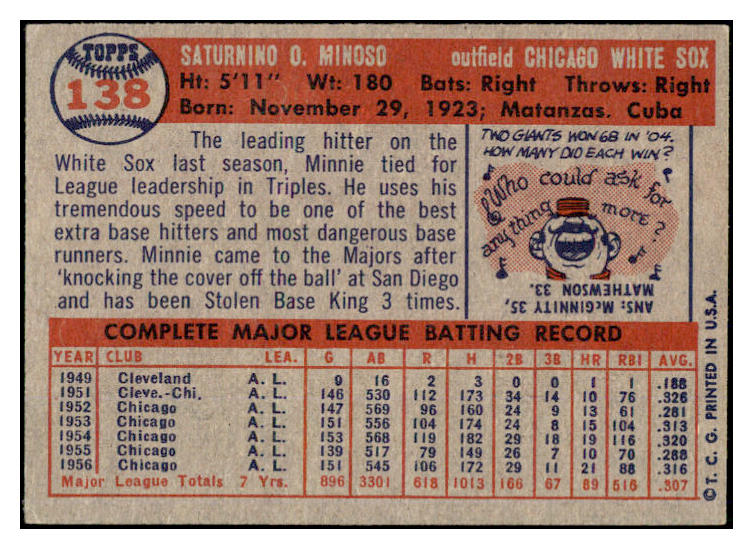 TOPPS
138
SATURNINO O. MINOSO outfield CHICAGO WHITE SOX
Ht: 5'11" Wt: 180 Bats: Right Throws: Right
Born: November 29, 1923; Matanzas, Cuba
The leading hitter on the
White Sox last season, Minnie tied for
League leadership in Triples. He uses his
tremendous speed to be one of the best
extra base hitters and most dangerous base
runners. Minnie came to the Majors after
'knocking the cover off the ball' at San Diego
and has been Stolen Base King 3 times.
TWO GIANTS WON 68 IN '04.
HOW MANY DID EACH WIN?
Who could ask for
anything more?
ANS: McGINNITY 35,
MATHEWSON 33.
COMPLETE MAJOR LEAGUE BATTING RECORD
YEAR CLUB LEA. G AB R H 2B 3B HR RBI AVG.
1949 Cleveland A. L. 9 16 2 3 0 0 1 1 .188
1951 Cleve.-Chi. A. L. 146 530 112 173 34 14 10 76 .326
1952 Chicago A. L. 147 569 96 160 24 9 13 61 .281
1953 Chicago A. L. 151 556 104 174 24 8 15 104 .313
1954 Chicago A. L. 153 568 119 182 29 18 19 116 .320
1955 Chicago A. L. 139 517 79 149 26 7 10 70 .288
1956 Chicago A. L. 151 545 106 172 29 11 21 88 .316
Major League Totals 7 Yrs. 896 3301 618 1013 166 67 89 516 .307
© T. C. G. PRINTED IN U.S.A.